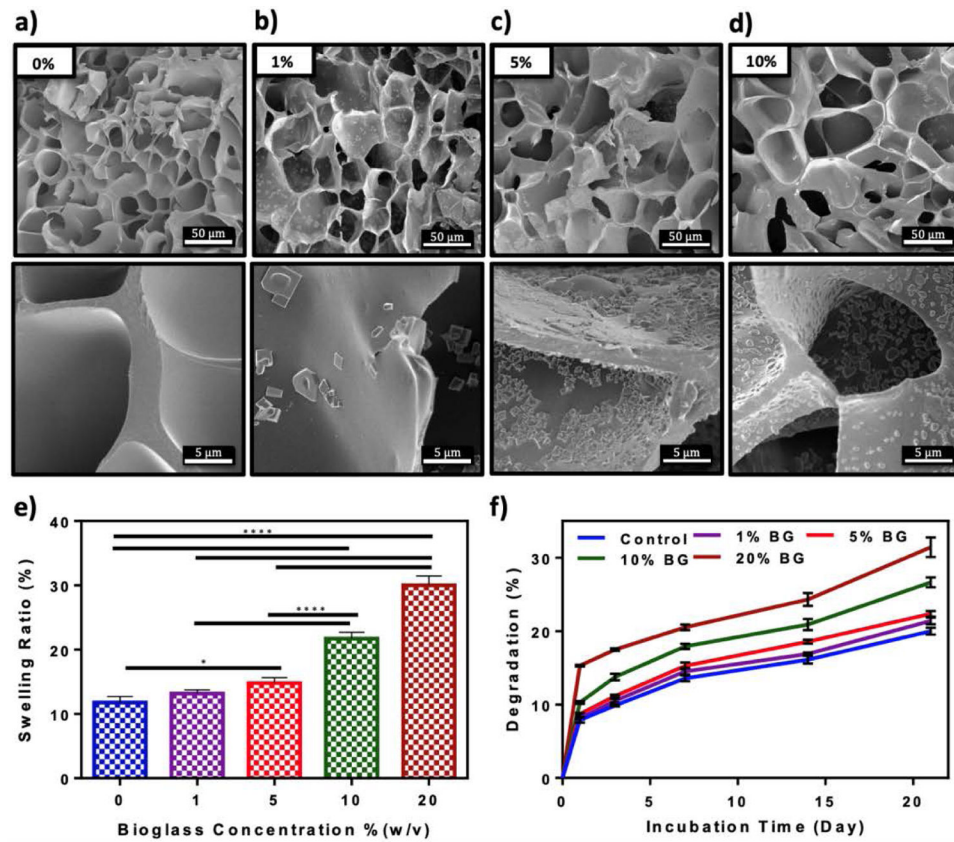 a) b) c) d)
0% 1% 5% 10%
50 µm 50 µm 50 µm 50 µm
5 µm 5 µm 5 µm 5 µm
e)
40
30
20
10
0
Swelling Ratio (%)
****
****
*
0 1 5 10 20
Bioglass Concentration % (w/v)
f)
Control 1% BG 5% BG
10% BG 20% BG
30
20
10
0
Degradation (%)
0 5 10 15 20
Incubation Time (Day)